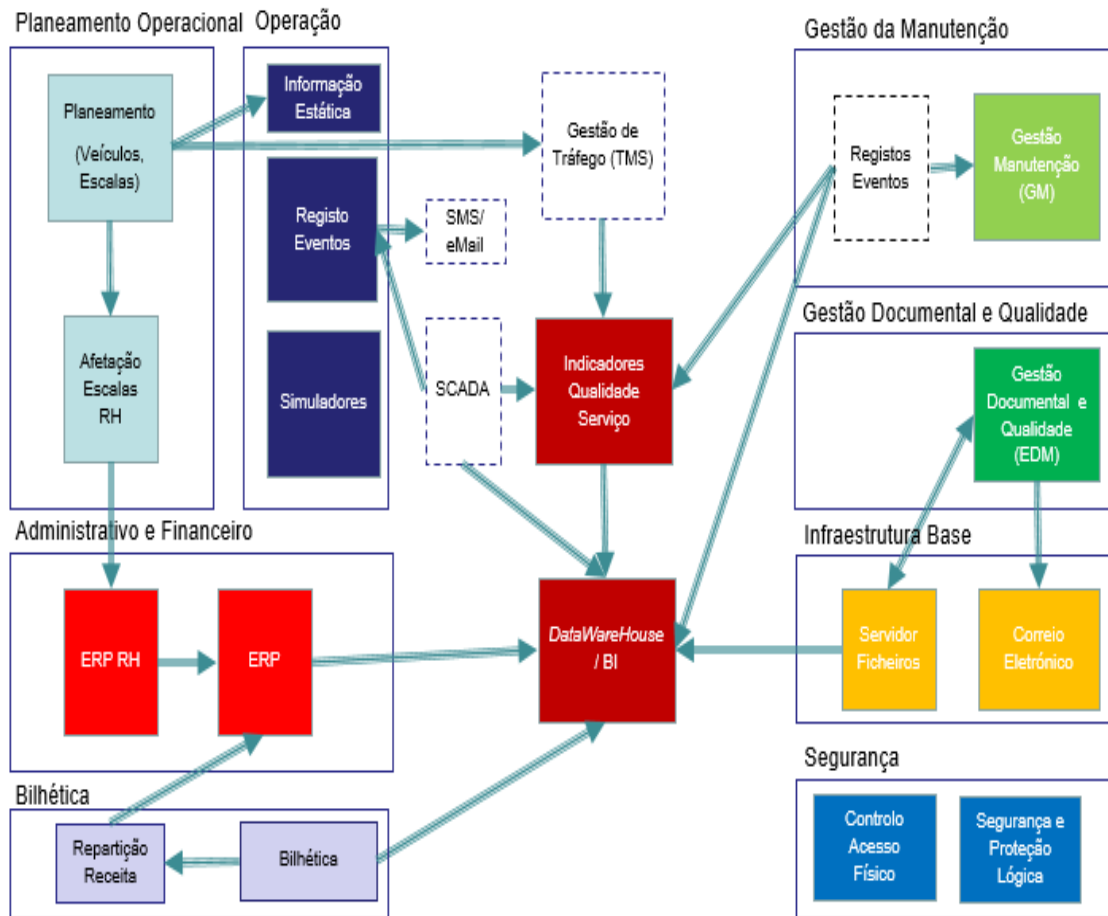 Planeamento Operacional
Planeamento
(Veículos,
Escalas)
Afetação
Escalas
RH
Operação
Informação
Estática
Registo
Eventos
Simuladores
Gestão de
Tráfego (TMS)
SMS/
eMail
SCADA
Indicadores
Qualidade
Serviço
DataWareHouse
/ BI
Gestão da Manutenção
Registos
Eventos
Gestão
Manutenção
(GM)
Gestão Documental e Qualidade
Gestão
Documental e
Qualidade
(EDM)
Administrativo e Financeiro
ERP RH
ERP
Infraestrutura Base
Servidor
Ficheiros
Correio
Eletrónico
Bilhética
Repartição
Receita
Bilhética
Segurança
Controlo
Acesso
Físico
Segurança e
Proteção
Lógica